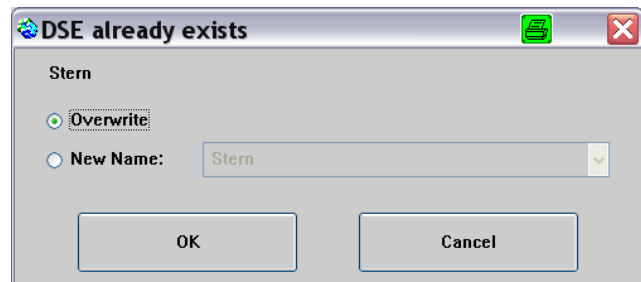 DSE already exists
Stern
Overwrite
New Name: Stern
OK Cancel